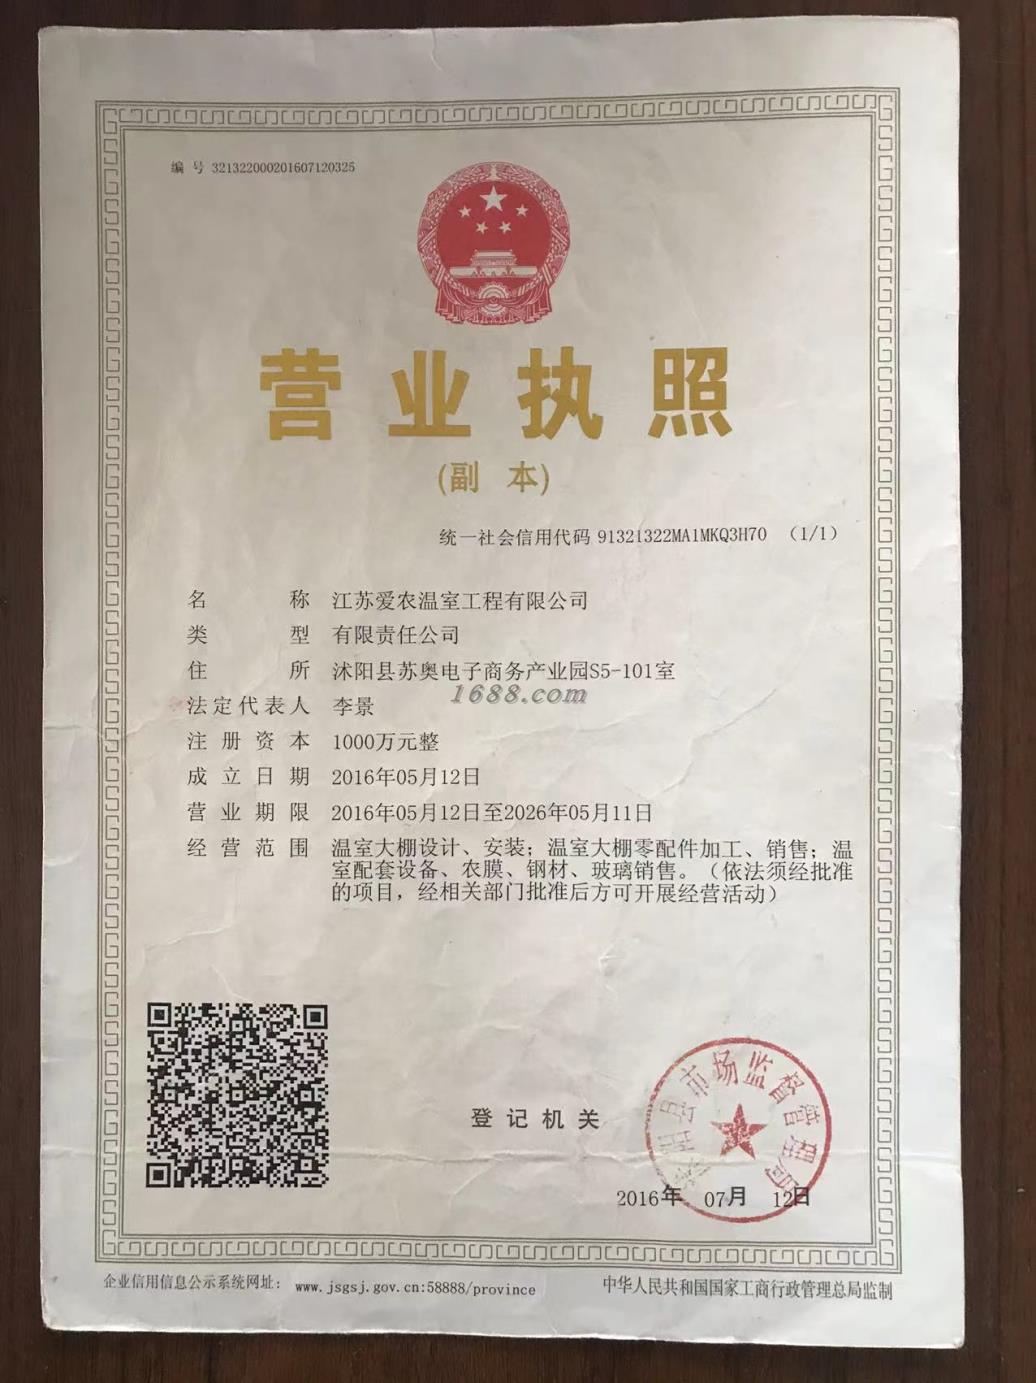 编 号 321322000201607120325
营业执照
(副 本)
统一社会信用代码 91321322MA1MKQ3H70 （1/1）
名 称 江苏爱农温室工程有限公司
类 型 有限责任公司
住 所 沭阳县苏奥电子商务产业园S5-101室
1688.com
法定代表人 李景
注 册 资 本 1000万元整
成 立 日 期 2016年05月12日
营 业 期 限 2016年05月12日至2026年05月11日
经 营 范 围 温室大棚设计、安装；温室大棚零配件加工、销售；温
室配套设备、农膜、钢材、玻璃销售。（依法须经批准
的项目，经相关部门批准后方可开展经营活动）
登 记 机 关
沭阳县市场监督管理局
2016年 07月 12日
企业信用信息公示系统网址： www.jsgsj.gov.cn:58888/province
中华人民共和国国家工商行政管理总局监制